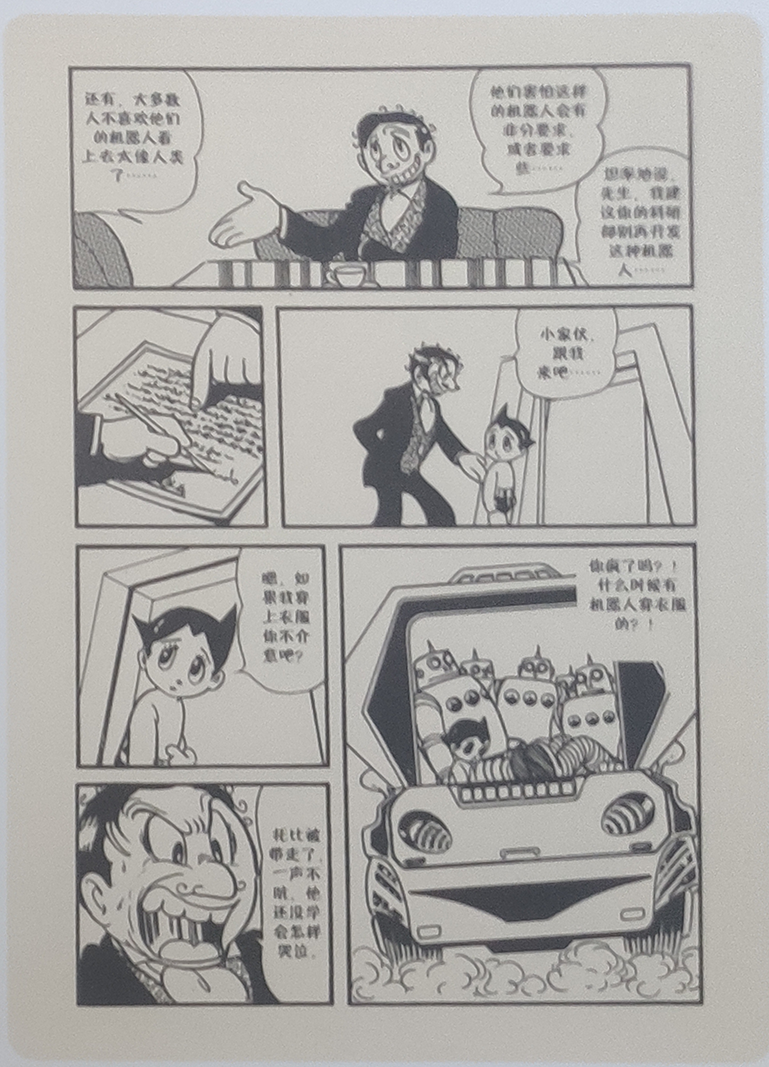 还有，大多数
人不喜欢他们
的机器人看
上去太像人类
了……
他们害怕这样
的机器人会有
非分要求，
或者要求
些……
坦率地说，
先生，我建
议你的科研
部别再开发
这种机器
人……
小家伙，
跟我
来吧……
嗯，如
果我穿
上衣服
你不介
意吧？
你疯了吗？！
什么时候有
机器人穿衣服
的？！
托比被
带走了，
一声不
吭，他
还没学
会怎样
哭泣。